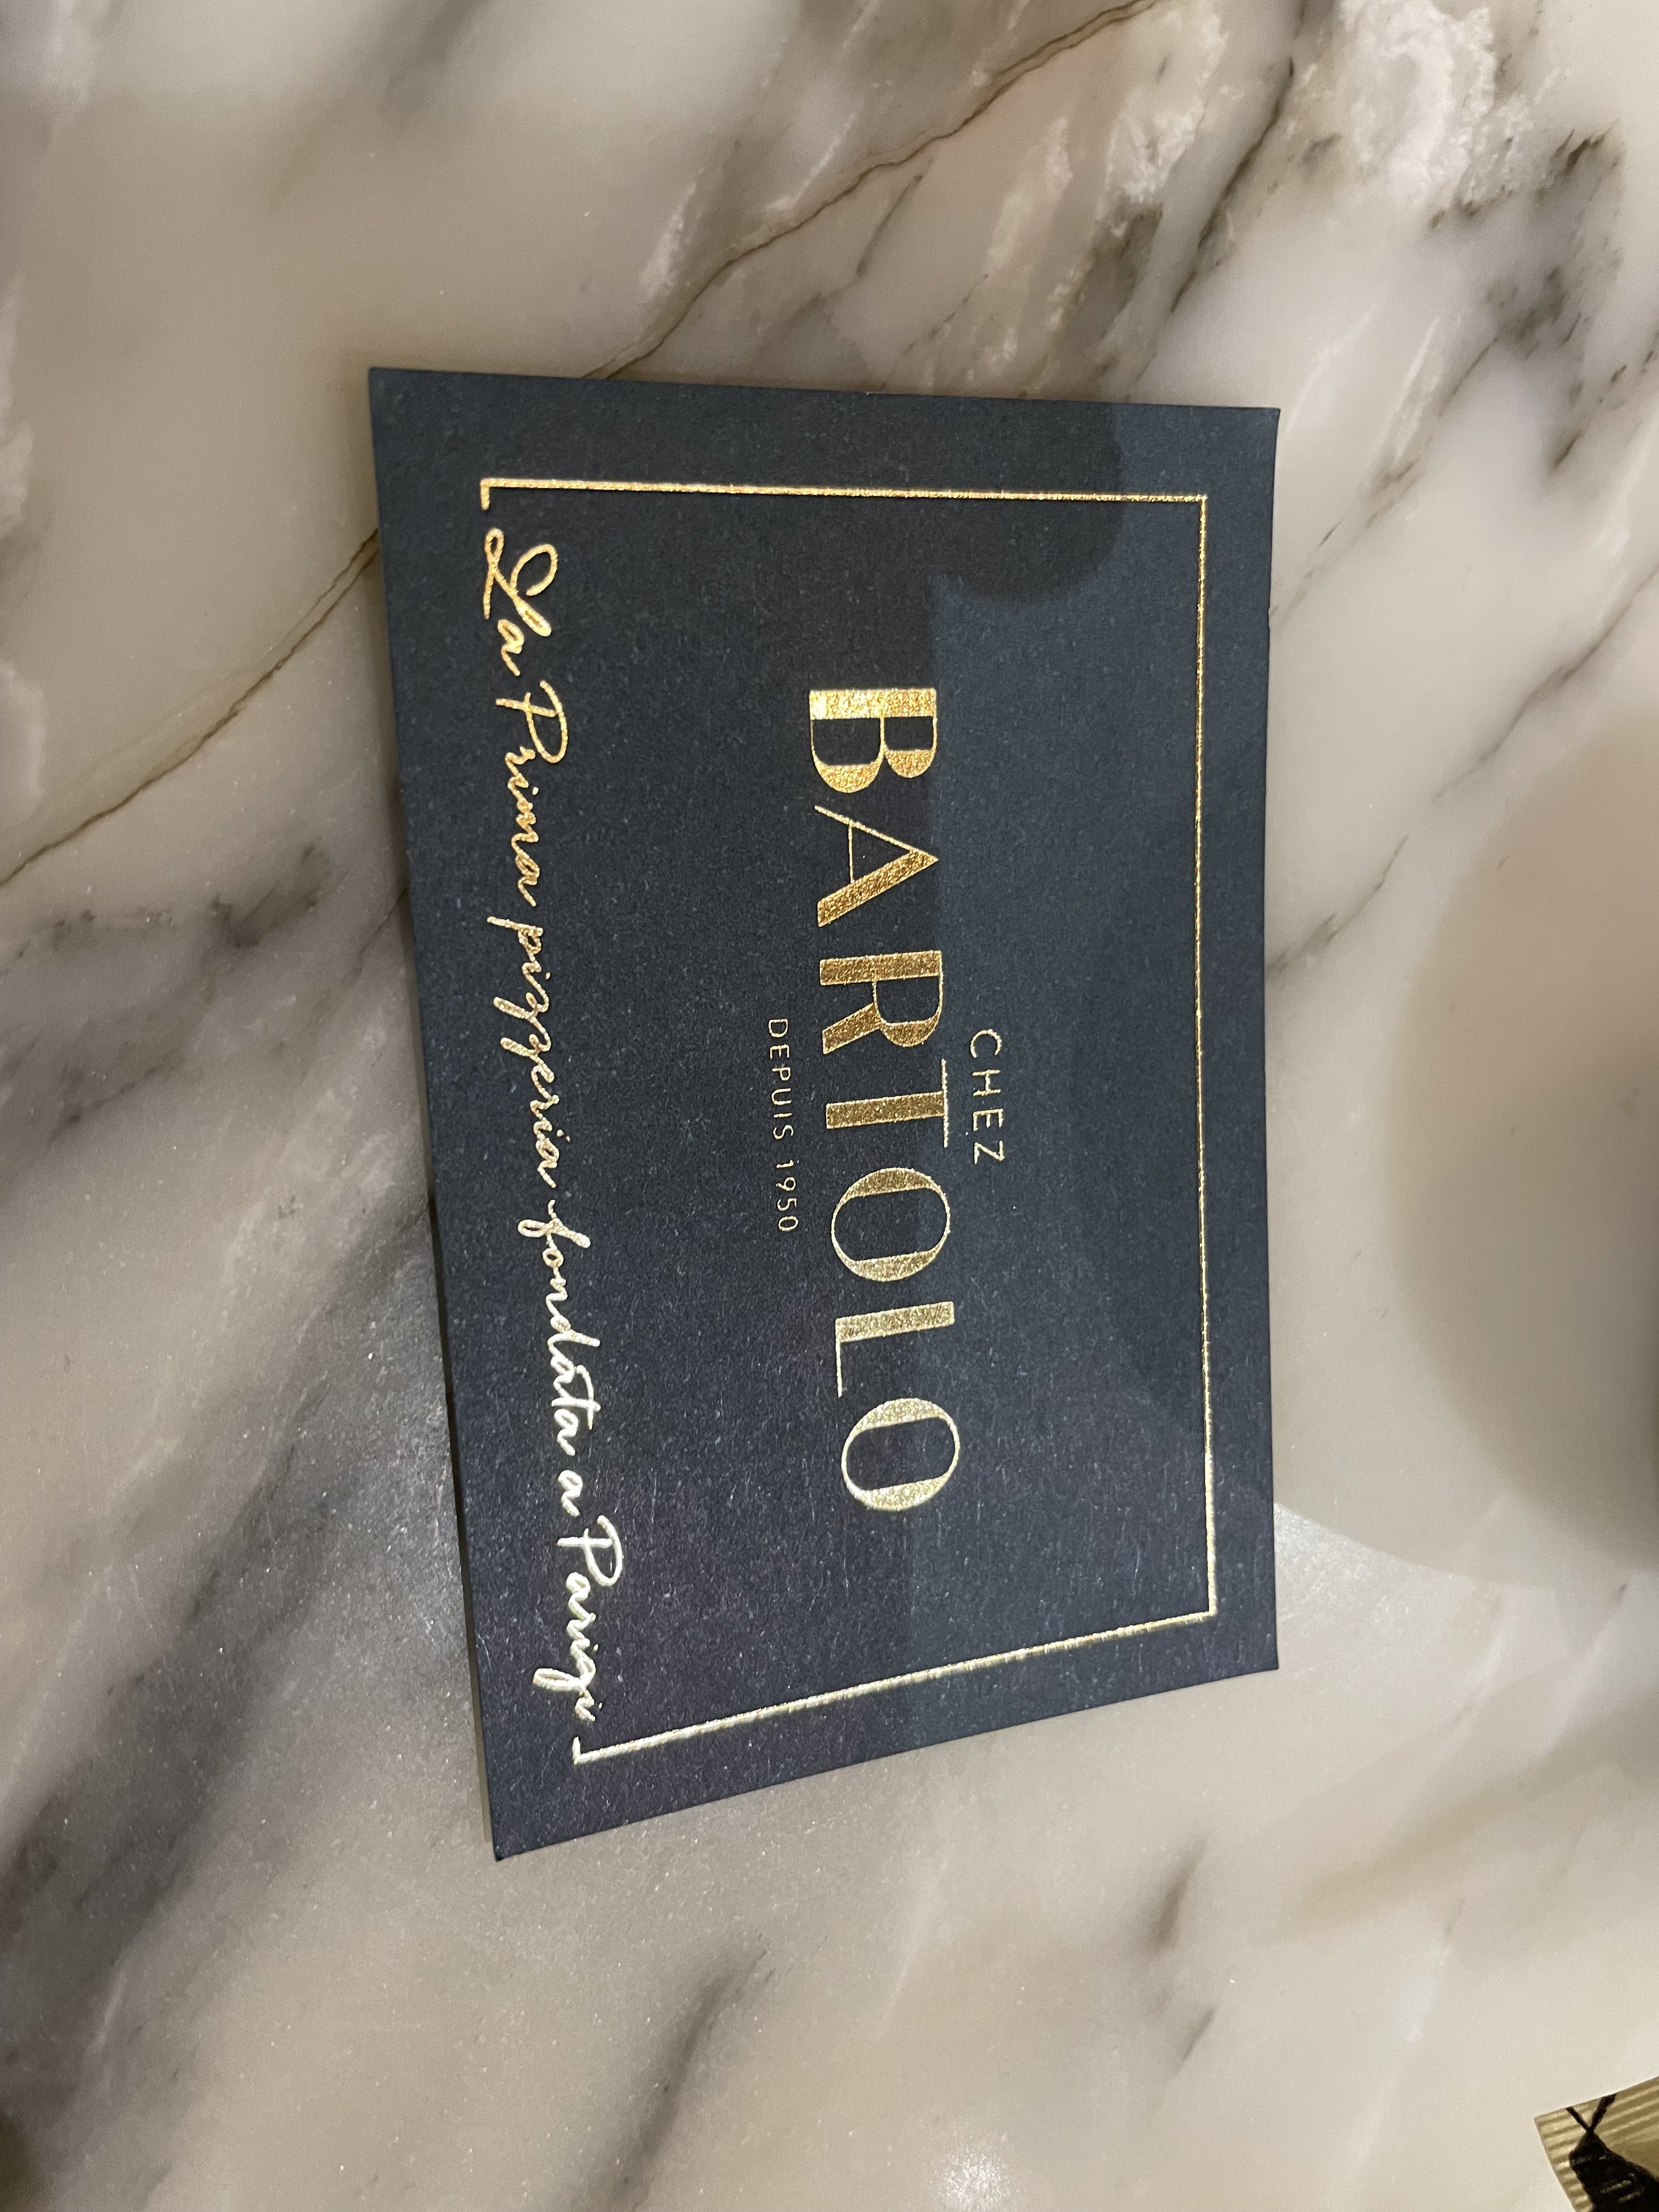 CHEZ
BARTOLO
DEPUIS 1950
La Prima pizzeria fondata a Parigi